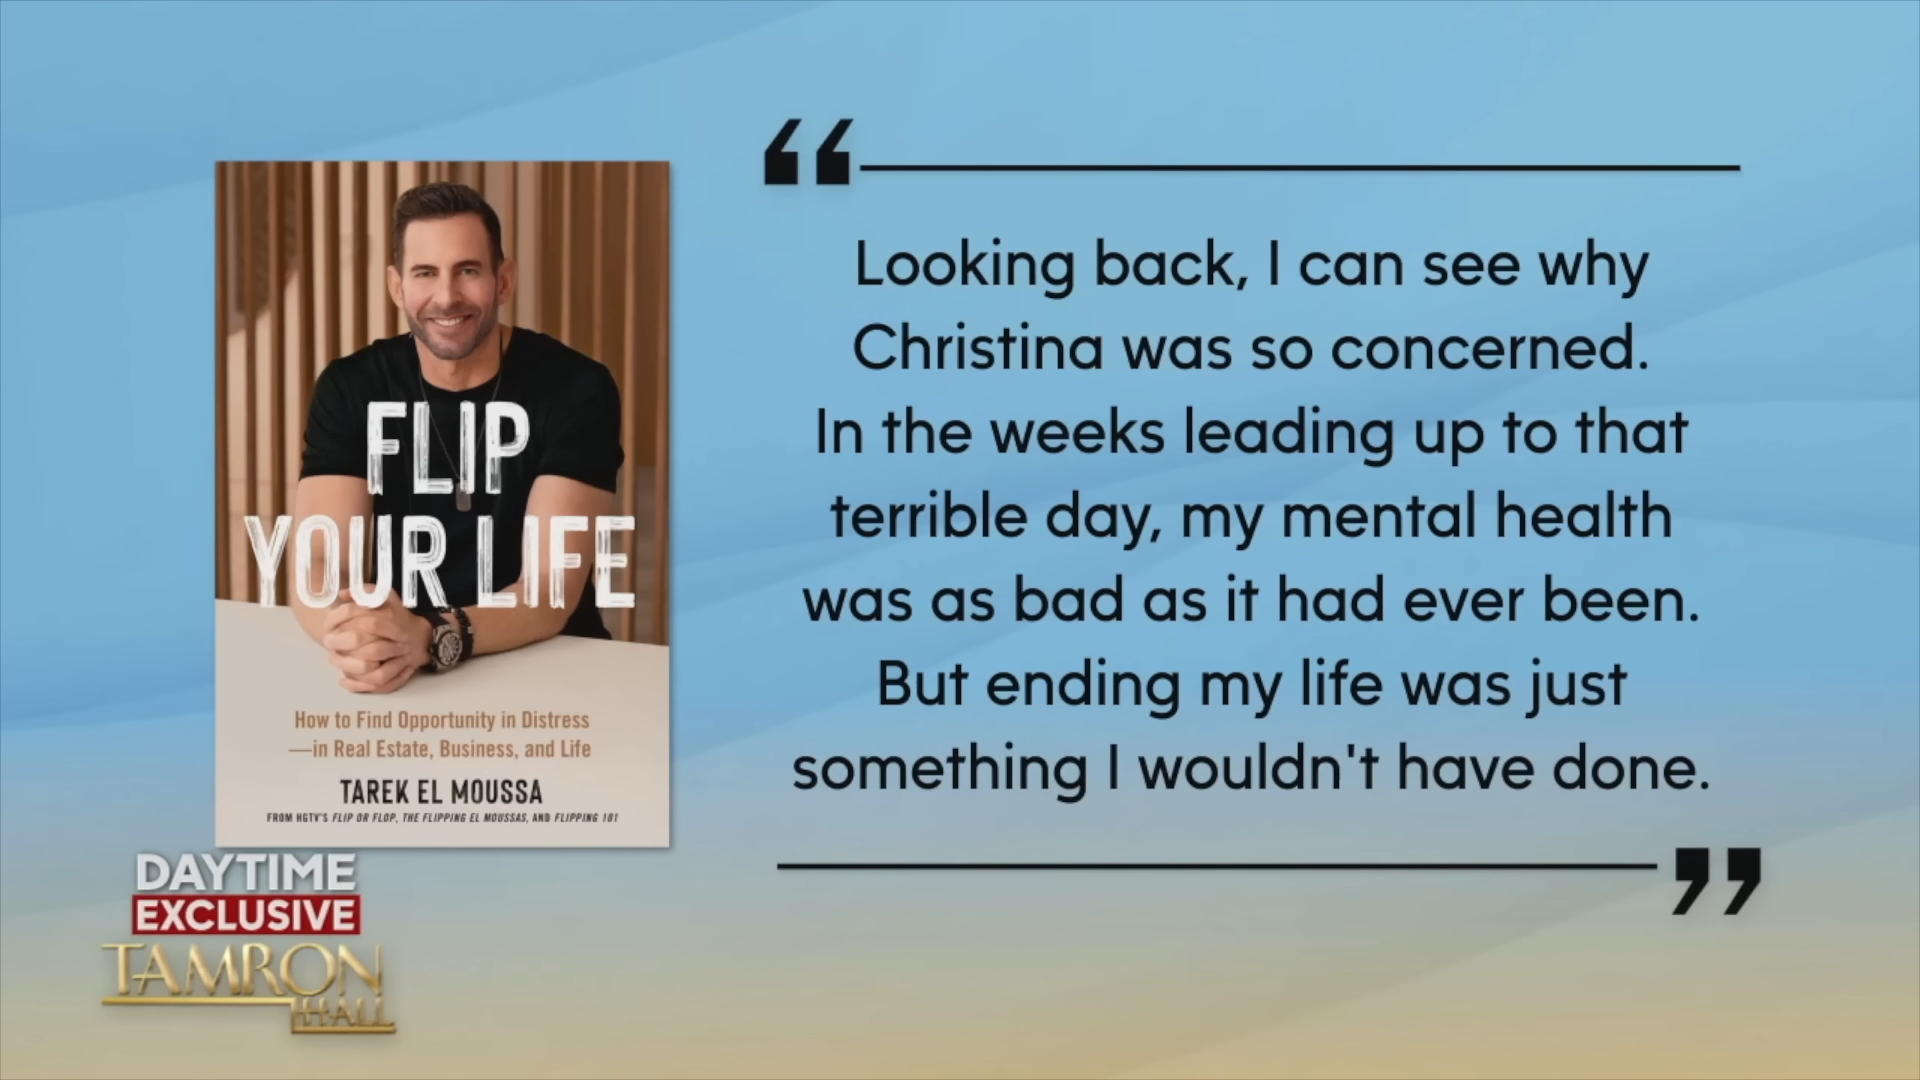 “
Looking back, I can see why
Christina was so concerned.
In the weeks leading up to that
terrible day, my mental health
was as bad as it had ever been.
But ending my life was just
something I wouldn't have done.
”
FLIP
YOUR LIFE
How to Find Opportunity in Distress
—in Real Estate, Business, and Life
TAREK EL MOUSSA
FROM HGTV'S FLIP OR FLOP, THE FLIPPING EL MOUSSAS, AND FLIPPING 101
DAYTIME
EXCLUSIVE
TAMRON
HALL